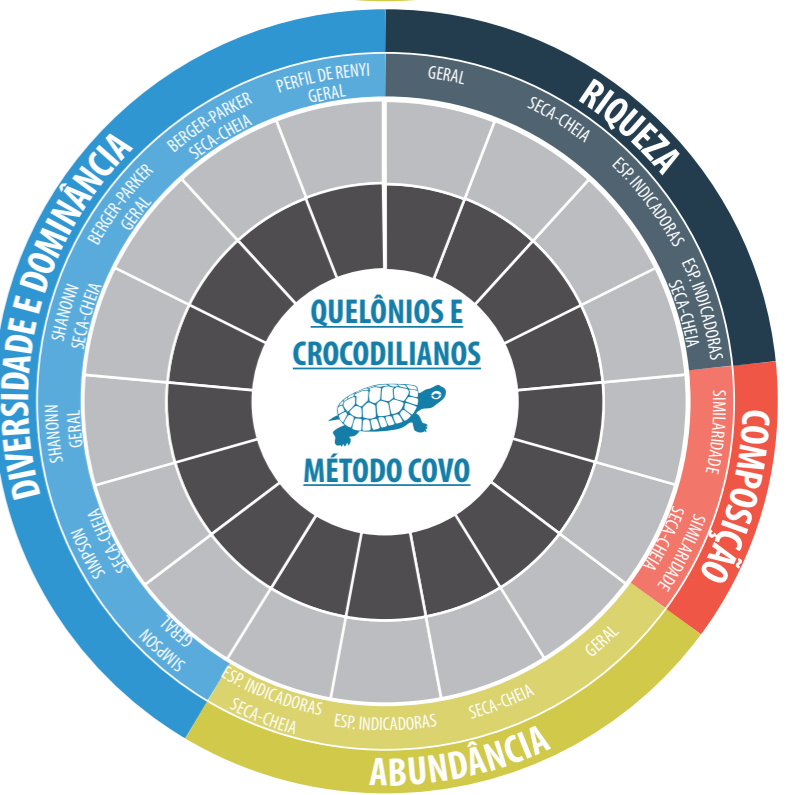 RIQUEZA
GERAL
SECA-CHEIA
ESP. INDICADORAS
ESP. INDICADORAS
SECA-CHEIA
COMPOSIÇÃO
SIMILARIDADE
SIMILARIDADE
SECA-CHEIA
ABUNDÂNCIA
GERAL
SECA-CHEIA
ESP. INDICADORAS
ESP. INDICADORAS
SECA-CHEIA
DIVERSIDADE E DOMINÂNCIA
SIMPSON
GERAL
SIMPSON
SECA-CHEIA
SHANONN
GERAL
SHANONN
SECA-CHEIA
BERGER-PARKER
GERAL
BERGER-PARKER
SECA-CHEIA
PERFIL DE RENYI
GERAL
QUELÔNIOS E
CROCODILIANOS
MÉTODO COVO